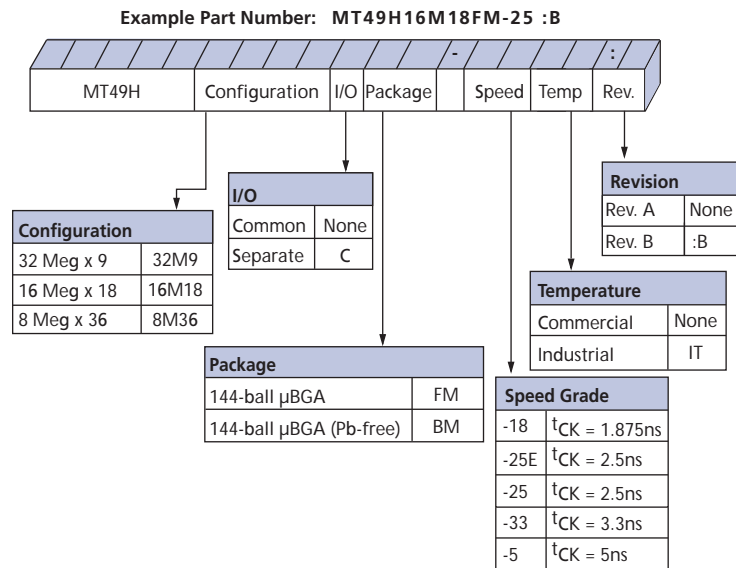 Example Part Number: MT49H16M18FM-25 :B
- :
MT49H Configuration I/O Package Speed Temp Rev.
I/O
Common None
Separate C
Revision
Rev. A None
Rev. B :B
Configuration
32 Meg x 9 32M9
16 Meg x 18 16M18
8 Meg x 36 8M36
Temperature
Commercial None
Industrial IT
Package
144-ball µBGA FM
144-ball µBGA (Pb-free) BM
Speed Grade
-18 tCK = 1.875ns
-25E tCK = 2.5ns
-25 tCK = 2.5ns
-33 tCK = 3.3ns
-5 tCK = 5ns